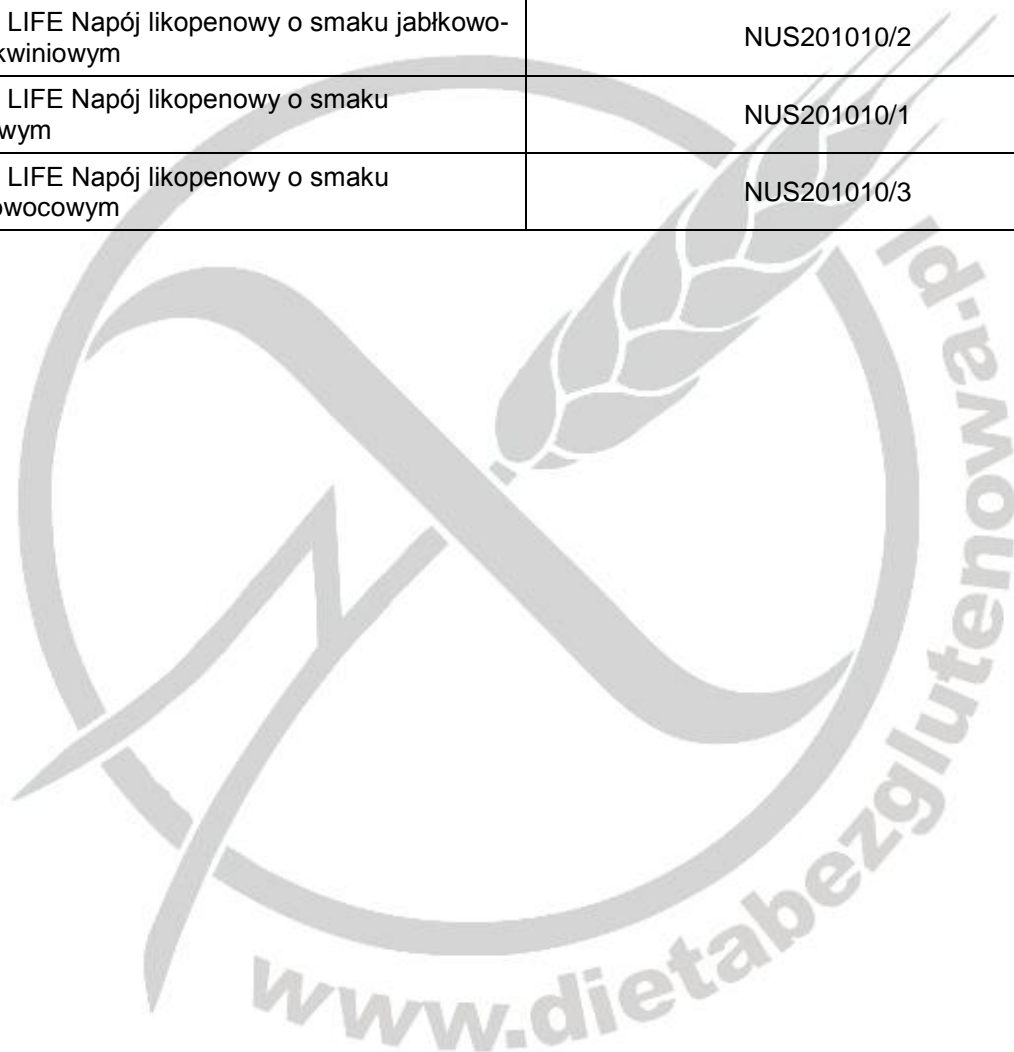 LIFE Napój likopenowy o smaku jabłkowo-
kwiniowym
NUS201010/2
LIFE Napój likopenowy o smaku
wym
NUS201010/1
LIFE Napój likopenowy o smaku
owocowym
NUS201010/3
www.dietabezglutenowa.pl